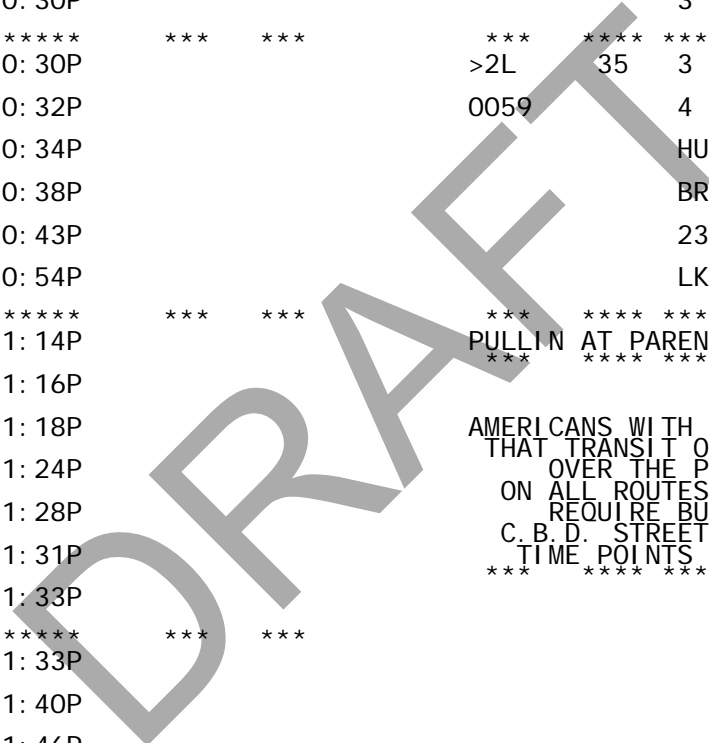 0:30P 3
***** *** *** *** **** ***
0:30P >2L 35 3
0:32P 0059 4
0:34P HU
0:38P BR
0:43P 23
0:54P LK
***** *** *** *** **** ***
1:14P PULLIN AT PAREN
*** **** ***
1:16P
1:18P AMERICANS WITH
THAT TRANSIT O
1:24P OVER THE P
ON ALL ROUTES
1:28P REQUIRE BU
C.B.D. STREET
1:31P TIME POINTS
*** **** ***
1:33P
***** *** ***
1:33P
1:40P
1:46P
DRAFT